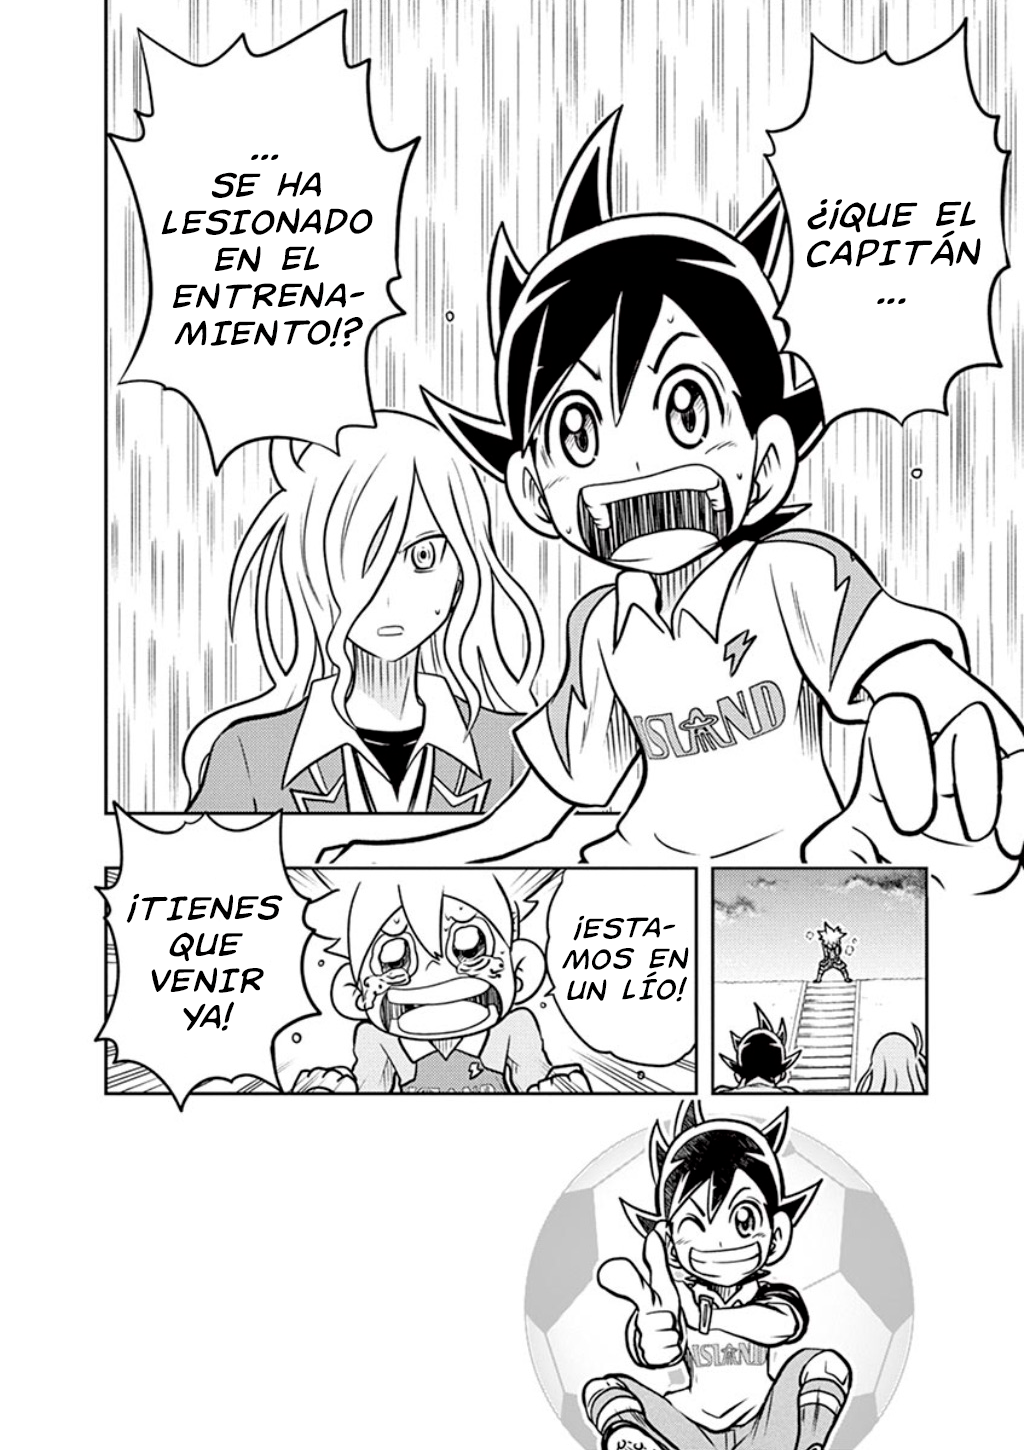 ¿¡QUE EL
CAPITÁN
...
...
SE HA
LESIONADO
EN EL
ENTRENA-
MIENTO!?
ISLAND
¡ESTA-
MOS EN
UN LÍO!
¡TIENES
QUE
VENIR
YA!
ISLAND
ISLAND